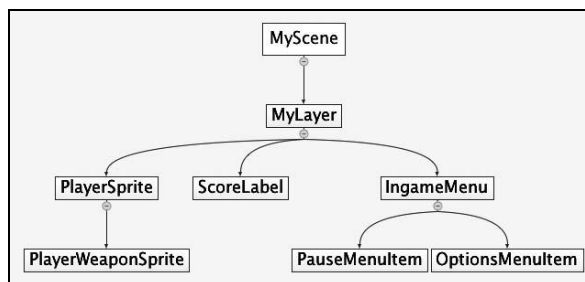 MyScene
MyLayer
PlayerSprite ScoreLabel IngameMenu
PlayerWeaponSprite PauseMenuItem OptionsMenuItem